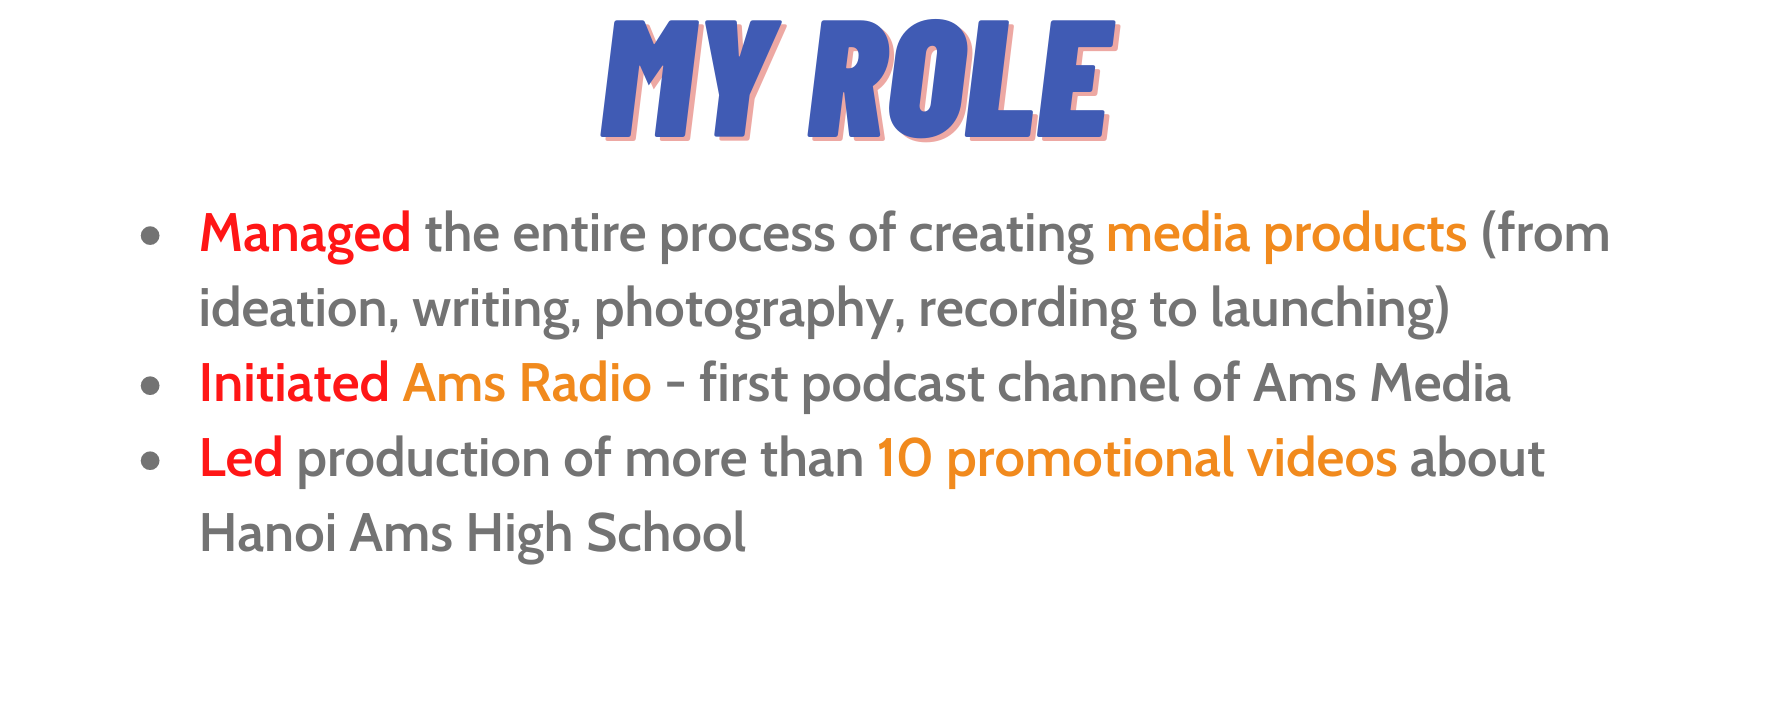 MY ROLE
• Managed the entire process of creating media products (from
ideation, writing, photography, recording to launching)
• Initiated Ams Radio - first podcast channel of Ams Media
• Led production of more than 10 promotional videos about
Hanoi Ams High School